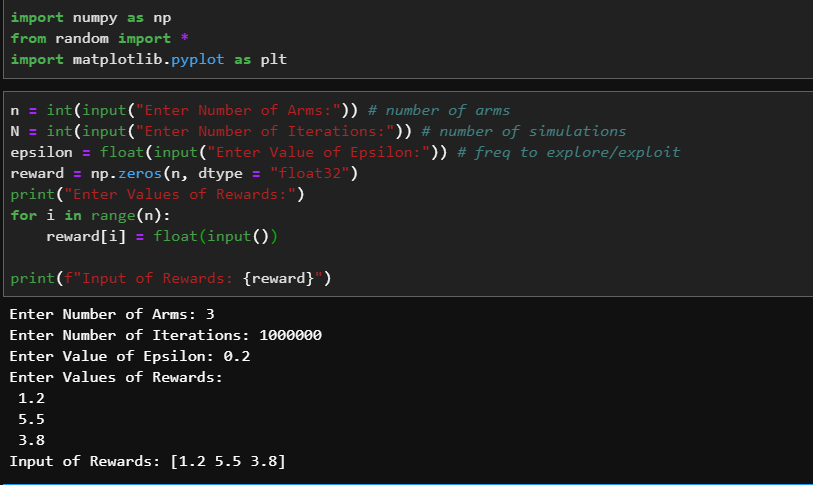 import numpy as np
from random import *
import matplotlib.pyplot as plt
n = int(input("Enter Number of Arms:")) # number of arms
N = int(input("Enter Number of Iterations:")) # number of simulations
epsilon = float(input("Enter Value of Epsilon:")) # freq to explore/exploit
reward = np.zeros(n, dtype = "float32")
print("Enter Values of Rewards:")
for i in range(n):
    reward[i] = float(input())
print(f"Input of Rewards: {reward}")
Enter Number of Arms: 3
Enter Number of Iterations: 1000000
Enter Value of Epsilon: 0.2
Enter Values of Rewards:
 1.2
 5.5
 3.8
Input of Rewards: [1.2 5.5 3.8]